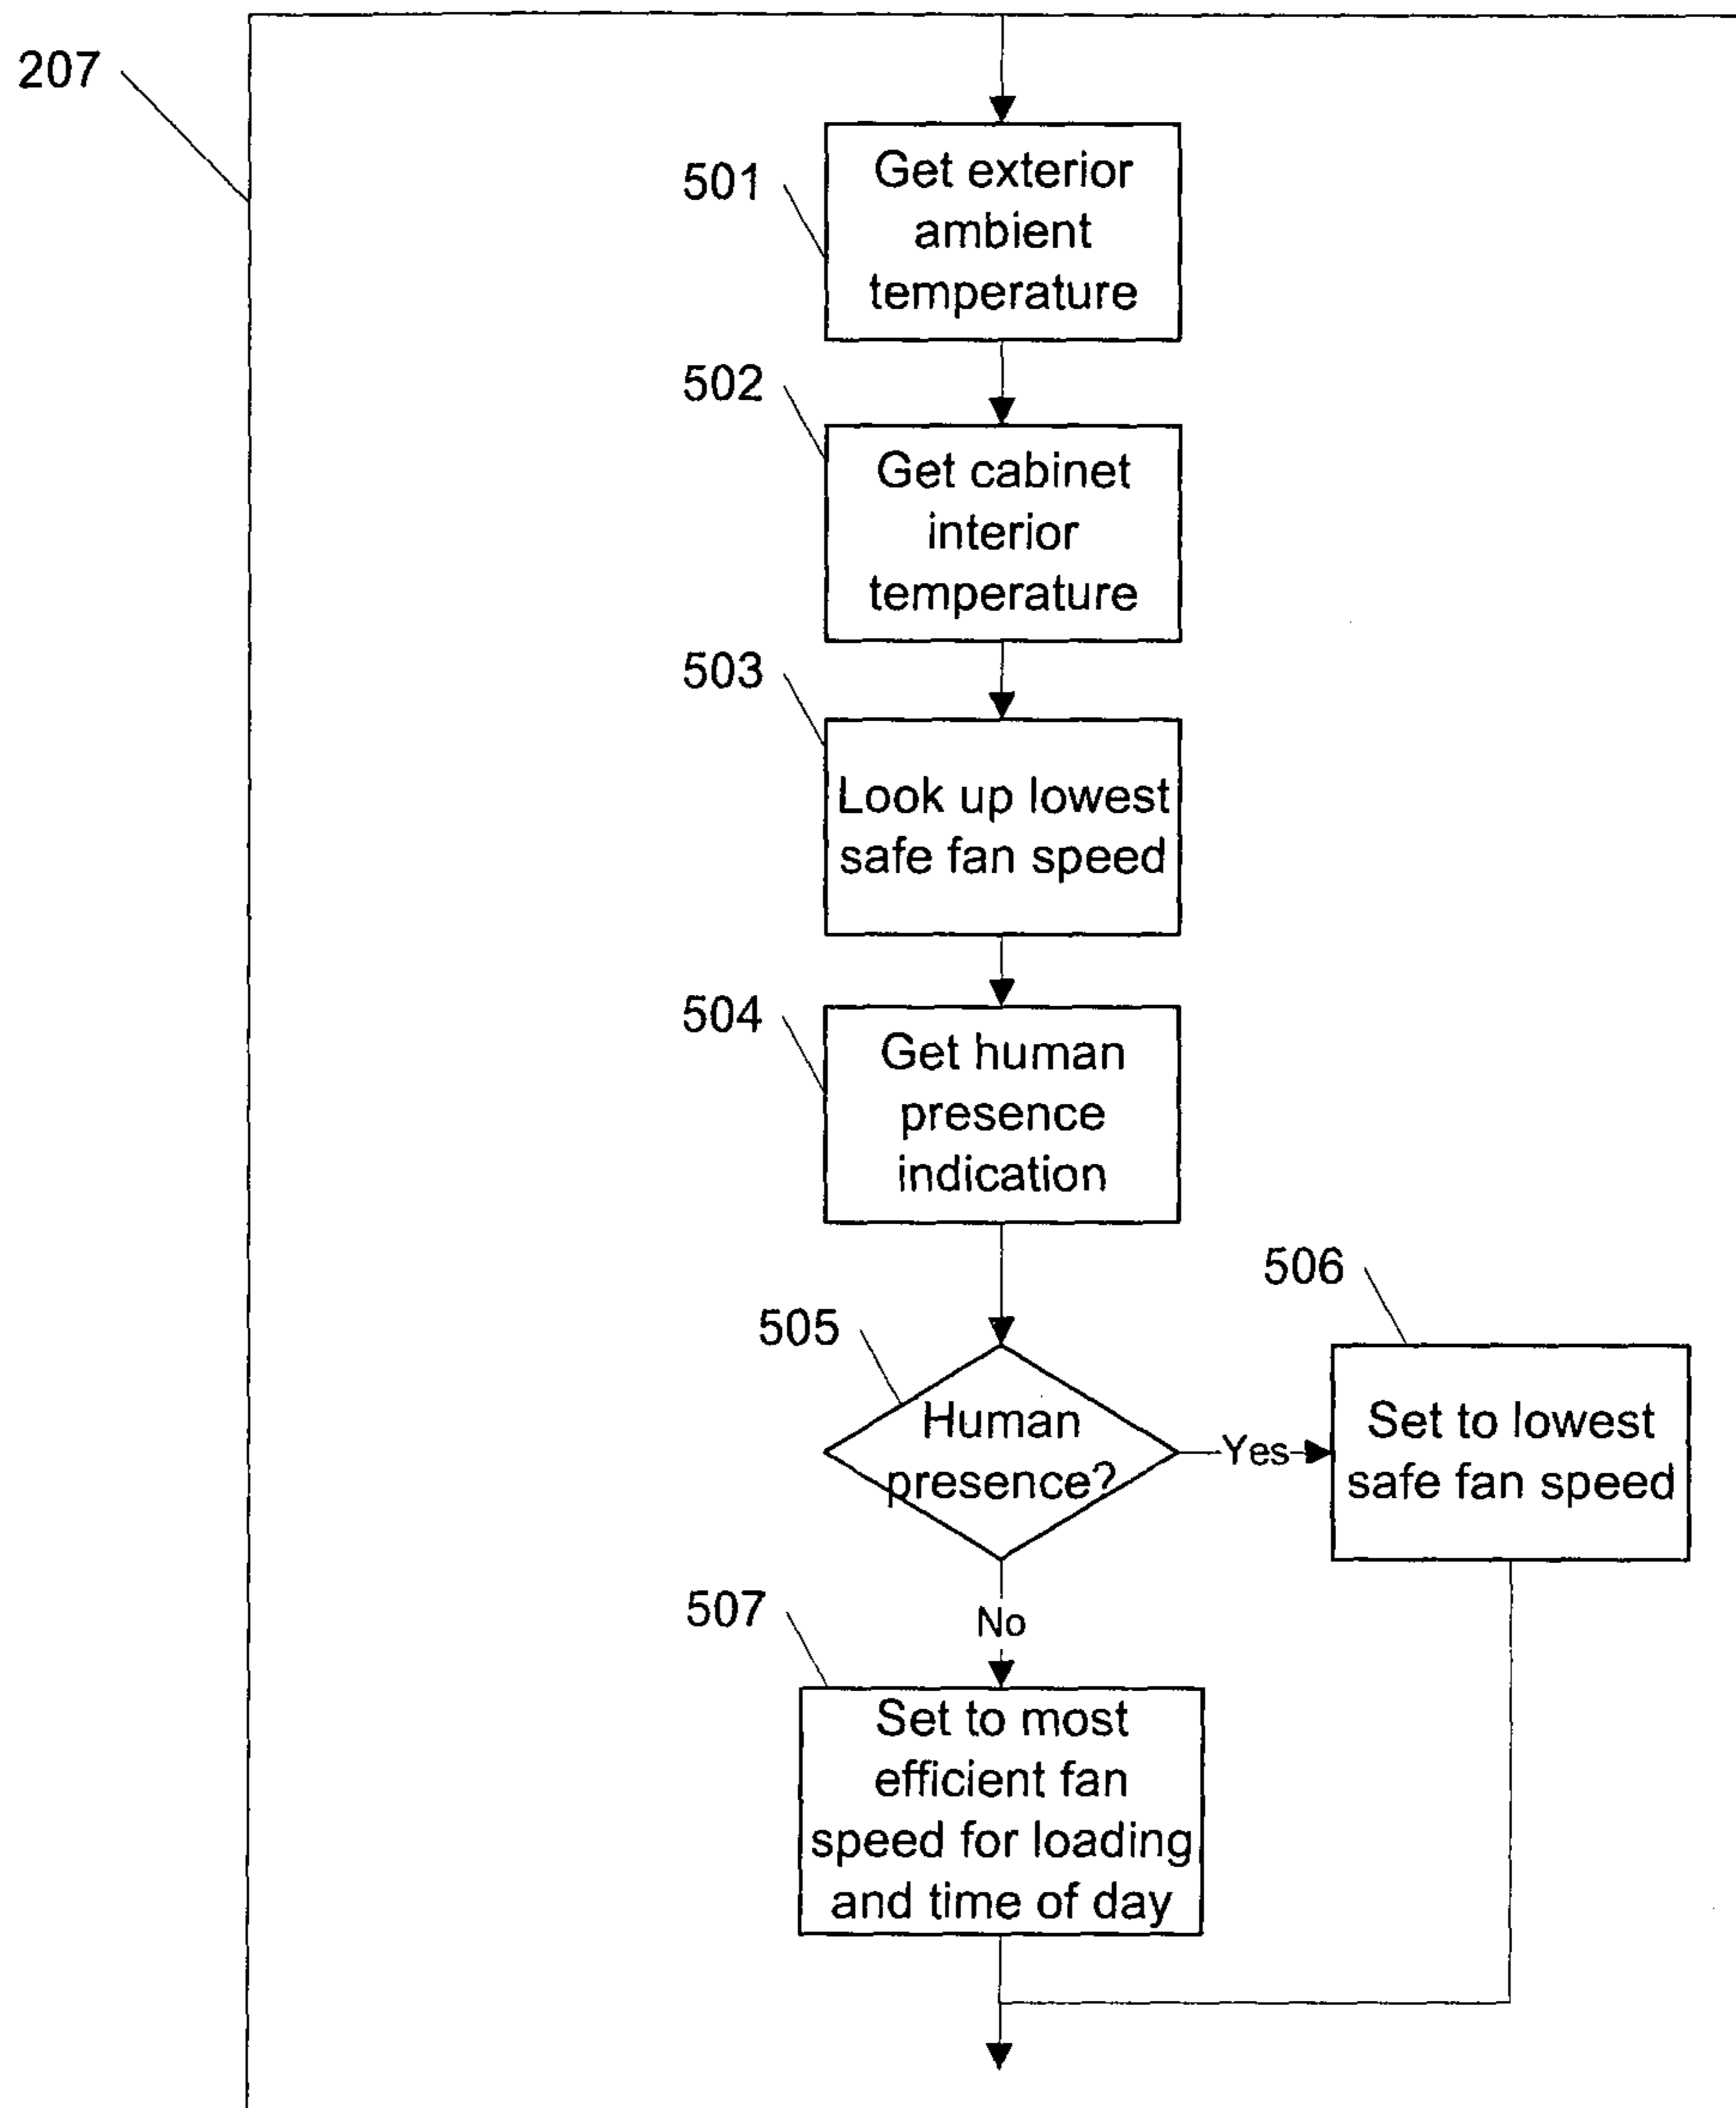 207
501
Get exterior
ambient
temperature
502
Get cabinet
interior
temperature
503
Look up lowest
safe fan speed
504
Get human
presence
indication
505
Human
presence?
Yes
506
Set to lowest
safe fan speed
No
507
Set to most
efficient fan
speed for loading
and time of day